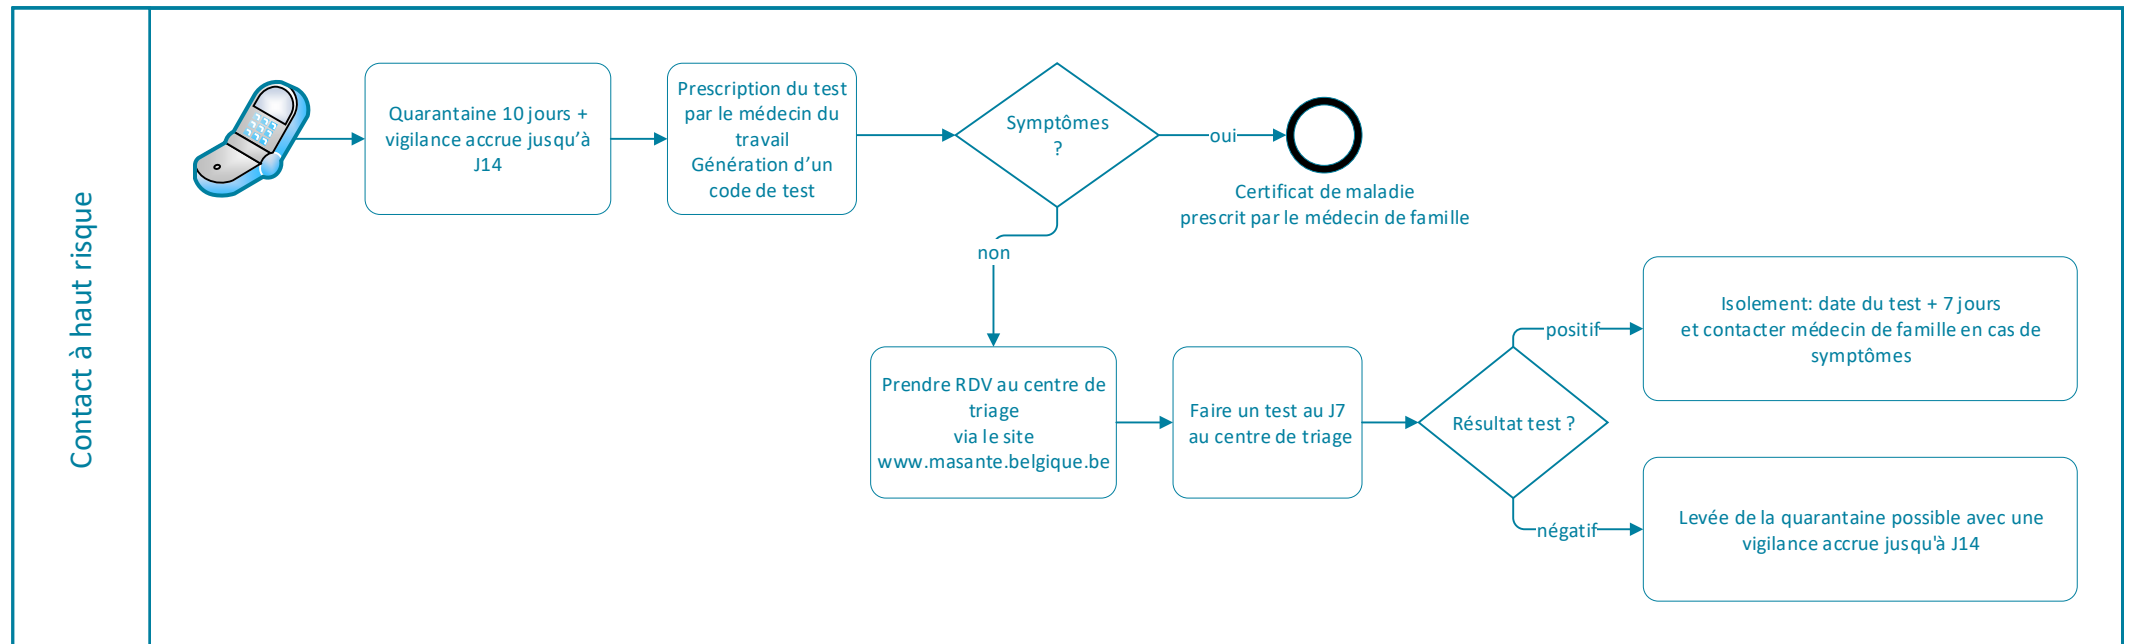 Contact à haut risque
Quarantaine 10 jours +
vigilance accrue jusqu’à
J14
Prescription du test
par le médecin du
travail
Génération d’un
code de test
Symptômes
?
oui
Certificat de maladie
prescrit par le médecin de famille
non
Prendre RDV au centre de
triage
via le site
www.masante.belgique.be
Faire un test au J7
au centre de triage
Résultat test ?
positif
Isolement: date du test + 7 jours
et contacter médecin de famille en cas de
symptômes
négatif
Levée de la quarantaine possible avec une
vigilance accrue jusqu'à J14